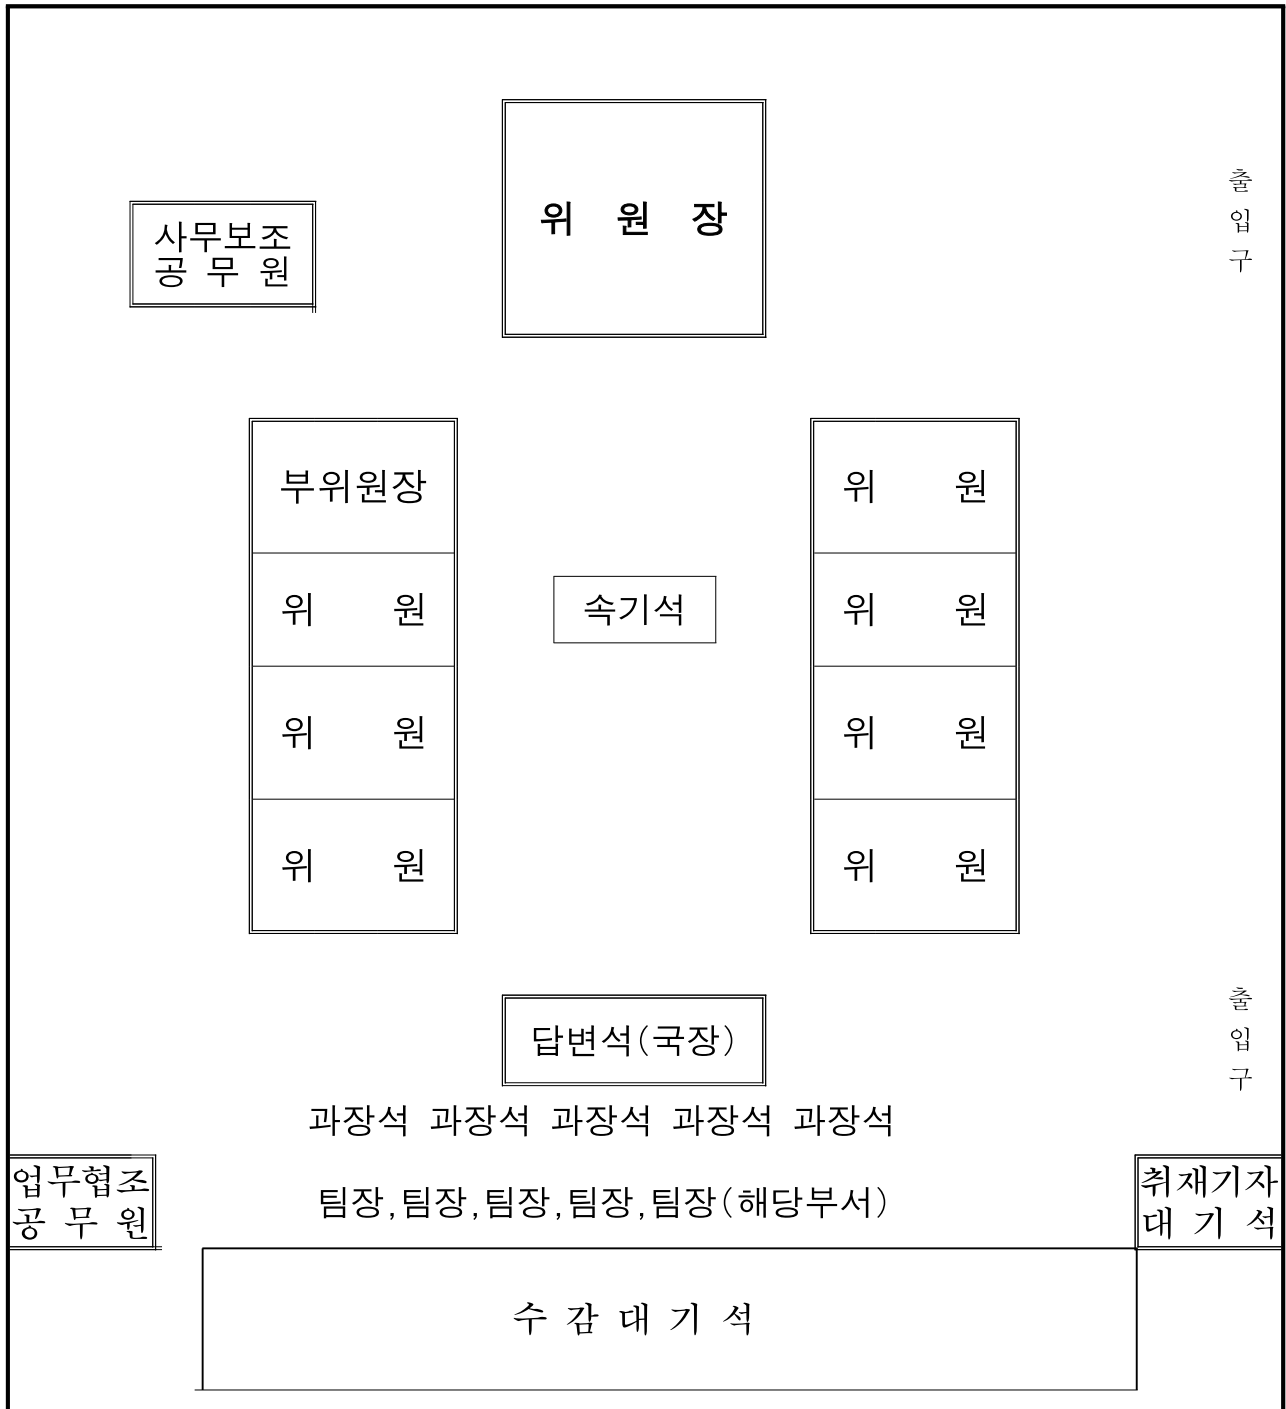 위 원 장
출
입
구
사무보조
공 무 원
부위원장
위 원
위 원
위 원
위 원
속기석
위 원
위 원
위 원
위 원
답변석(국장)
출
입
구
과장석 과장석 과장석 과장석 과장석
업무협조
공 무 원
팀장,팀장,팀장,팀장,팀장(해당부서)
취재기자
대 기 석
수 감 대 기 석